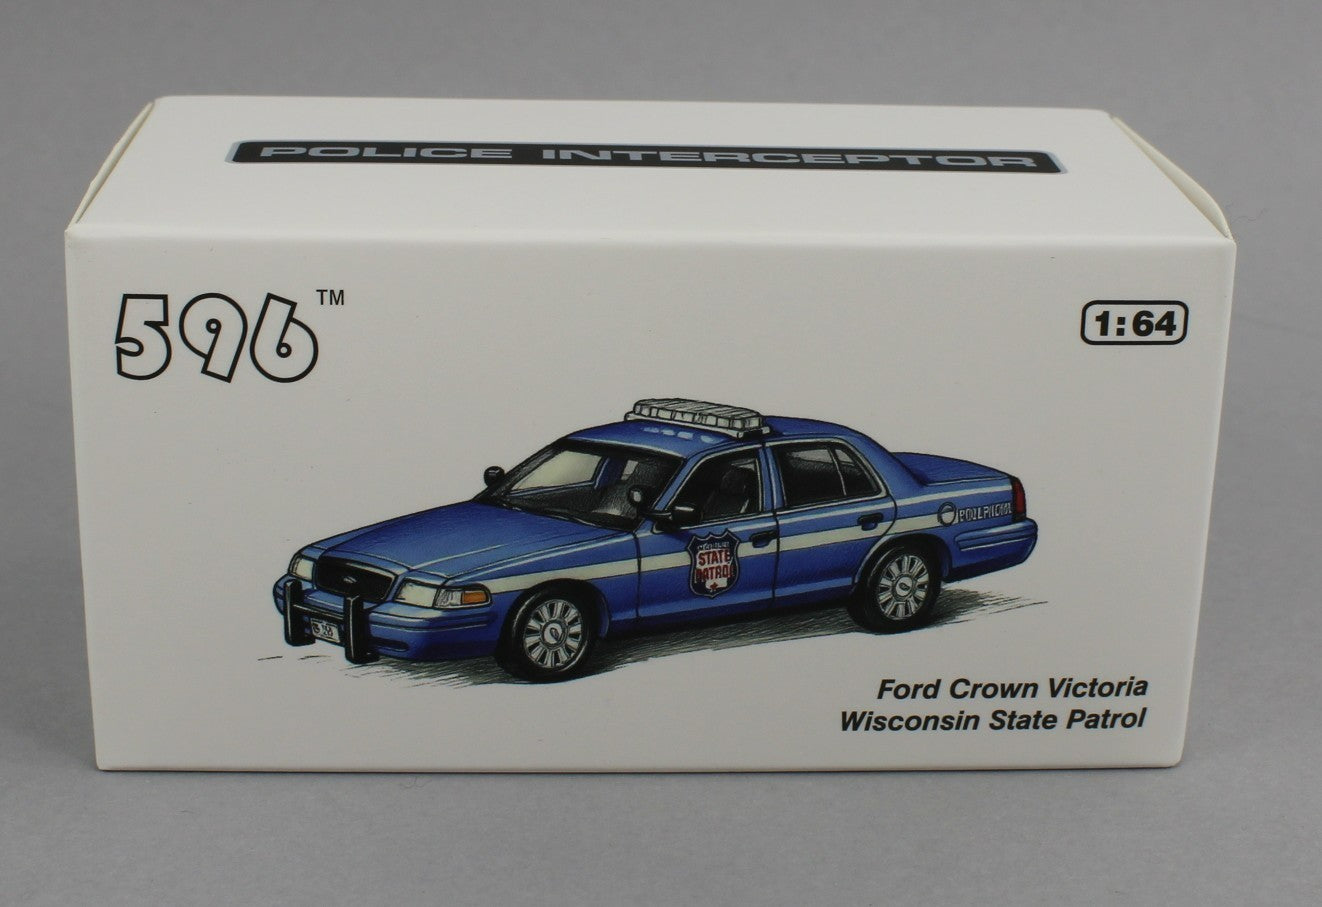 POLICE INTERCEPTOR
596™
1:64
STATE
PATROL
Ford Crown Victoria
Wisconsin State Patrol